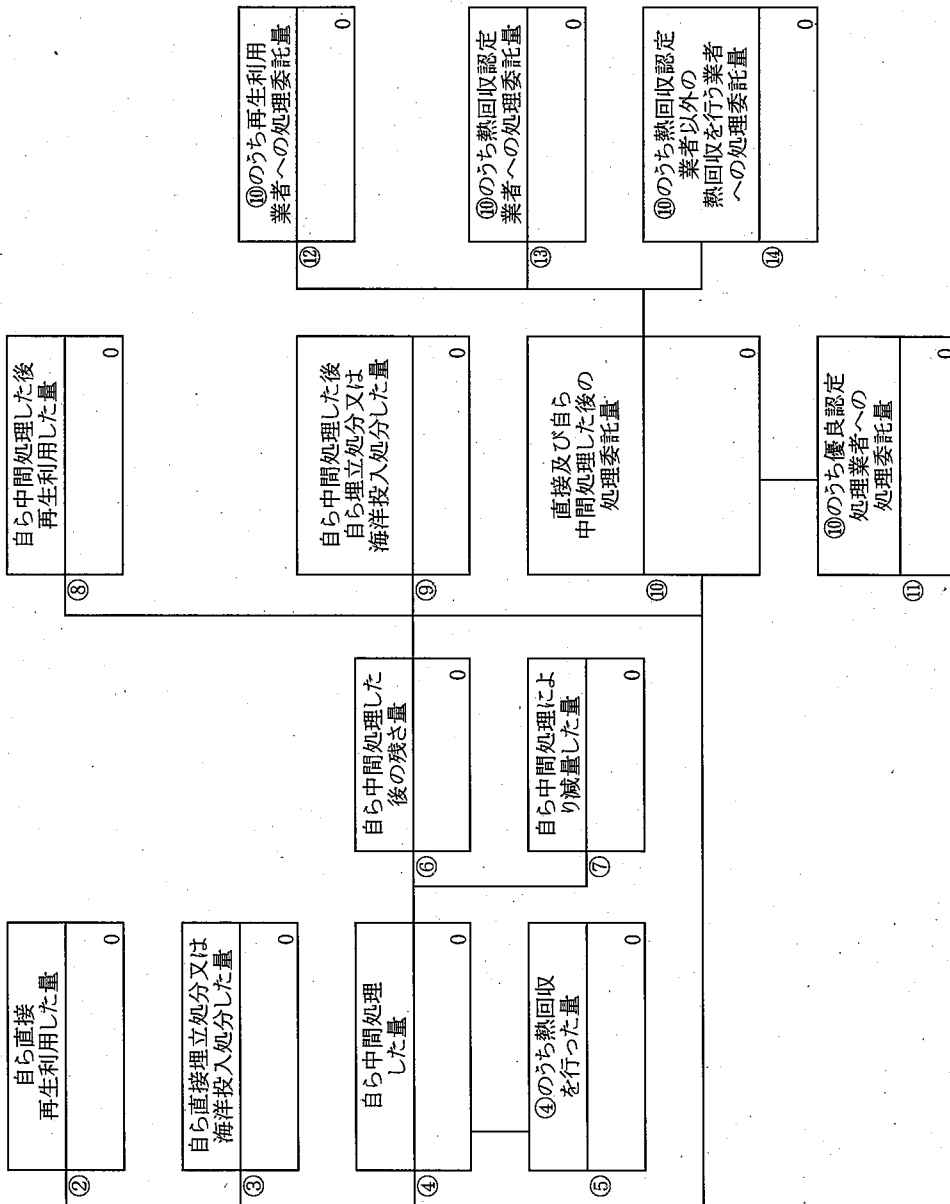 ②
自ら直接
再生利用した量
0
③
自ら直接埋立処分又は
海洋投入処分した量
0
④
自ら中間処理
した量
0
⑤
④のうち熱回収
を行った量
0
⑥
自ら中間処理した
後の残さ量
0
⑦
自ら中間処理によ
り減量した量
0
⑧
自ら中間処理した後
再生利用した量
0
⑨
自ら中間処理した後
自ら埋立処分又は
海洋投入処分した量
0
⑩
直接及び自ら
中間処理した後の
処理委託量
0
⑪
⑩のうち優良認定
処理業者への
処理委託量
0
⑫
⑩のうち再生利用
業者への処理委託量
0
⑬
⑩のうち熱回収認定
業者への処理委託量
0
⑭
⑩のうち熱回収認定
業者以外の
熱回収を行う業者
への処理委託量
0